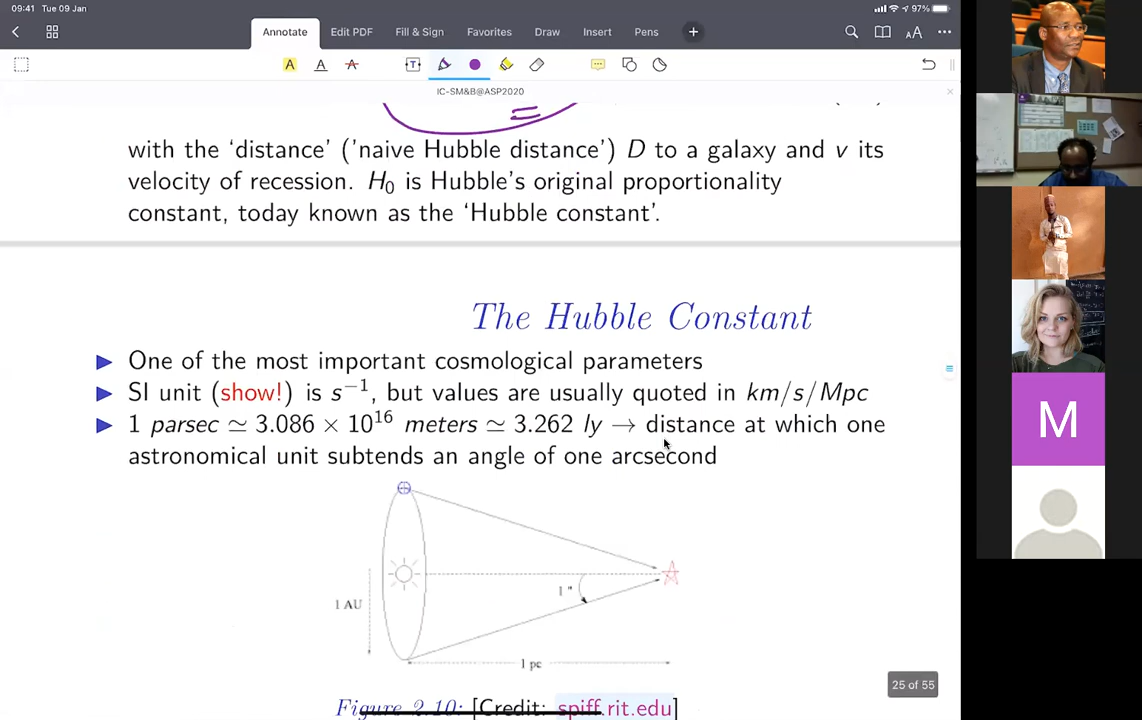 09:41 Tue 09 Jan
97%
Annotate Edit PDF Fill & Sign Favorites Draw Insert Pens
AA
A A A T
IC-SM&B@ASP2020
=
with the ‘distance’ (’naive Hubble distance’) D to a galaxy and v its
velocity of recession. H₀ is Hubble’s original proportionality
constant, today known as the ‘Hubble constant’.
The Hubble Constant
▶ One of the most important cosmological parameters
▶ SI unit (show!) is s⁻¹, but values are usually quoted in km/s/Mpc
▶ 1 parsec ≃ 3.086 × 10¹⁶ meters ≃ 3.262 ly → distance at which one
astronomical unit subtends an angle of one arcsecond
1 "
1 AU
1 pc
25 of 55
Figure 2.10: [Credit: spiff.rit.edu]
M